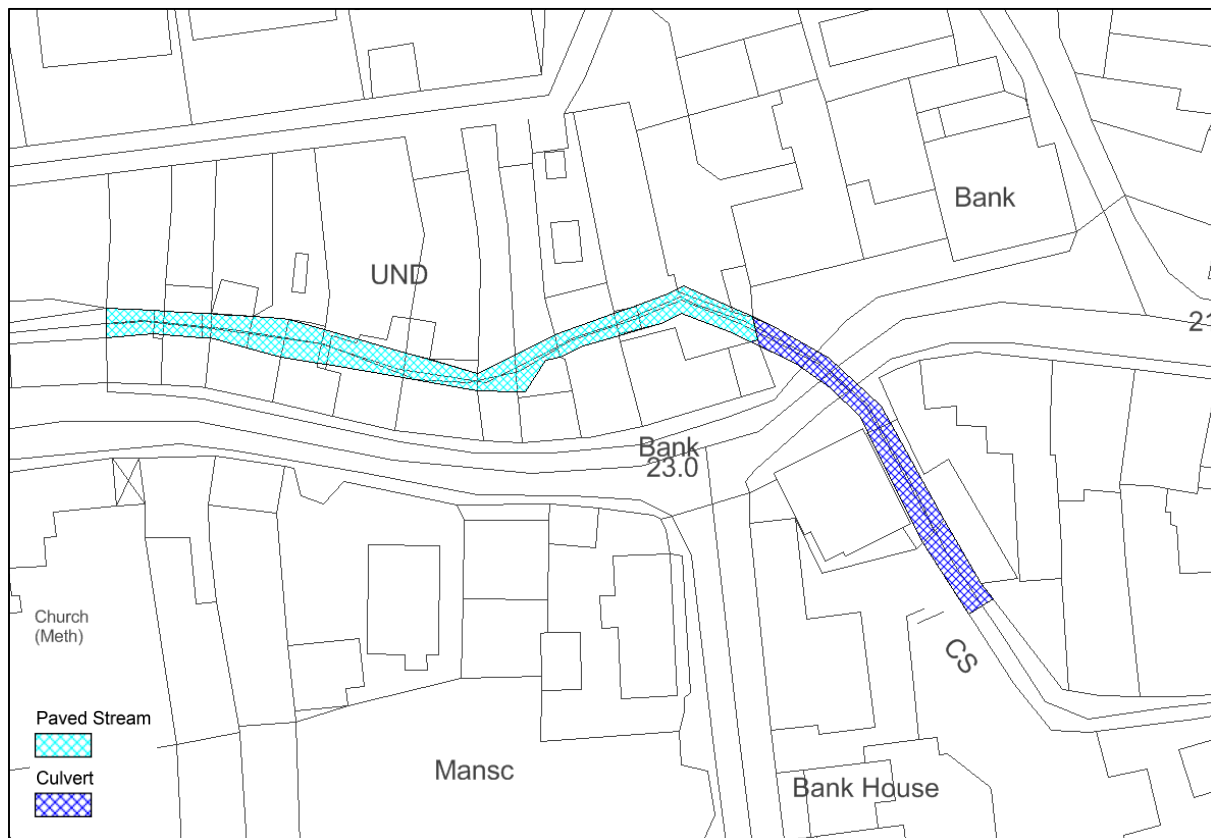 Bank
UND
21
Bank
23.0
Church
(Meth)
CS
Paved Stream
Culvert
Mansc
Bank House